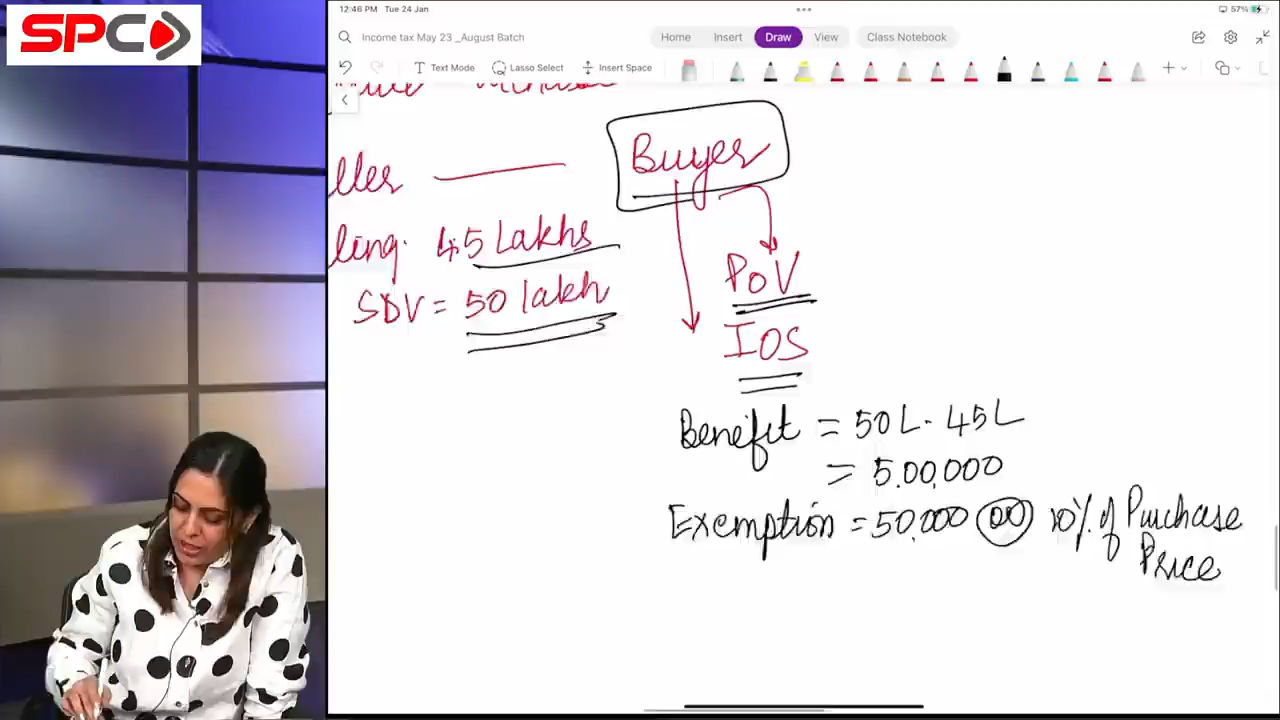 SPC
12:46 PM Tue 24 Jan
57%
Income tax May 23 _August Batch
Home Insert Draw View Class Notebook
Text Mode Lasso Select Insert Space
Buyer
ller
ling. 45 Lakhs
SDV = 50 lakh
PoV
IOS
Benefit = 50L - 45L
= 5,00,000
Exemption = 50,000 or 10% of Purchase
Price